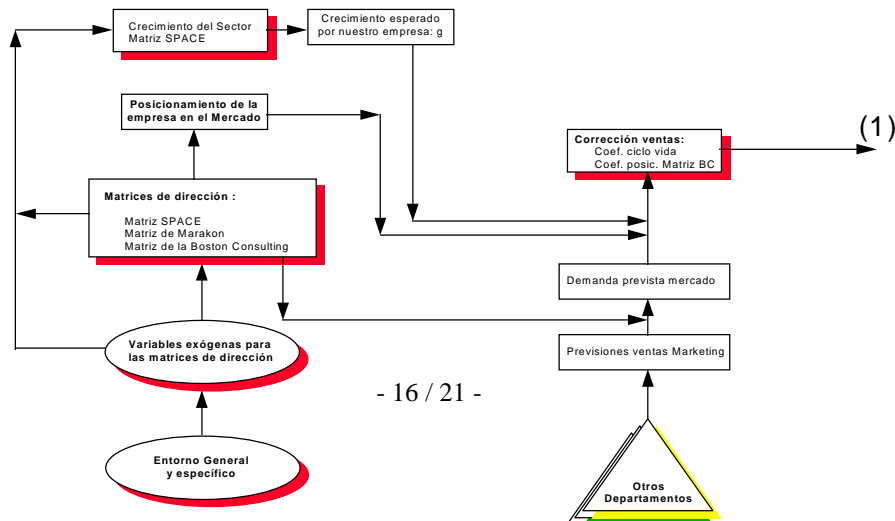 Crecimiento del Sector
Matriz SPACE
Crecimiento esperado
por nuestro empresa: g
Posicionamiento de la
empresa en el Mercado
(1)
Corrección ventas:
Coef. ciclo vida
Coef. posic. Matriz BC
Matrices de dirección :
Matriz SPACE
Matriz de Marakon
Matriz de la Boston Consulting
Demanda prevista mercado
Variables exógenas para
las matrices de dirección
Previsiones ventas Marketing
- 16 / 21 -
Entorno General
y específico
Otros
Departamentos